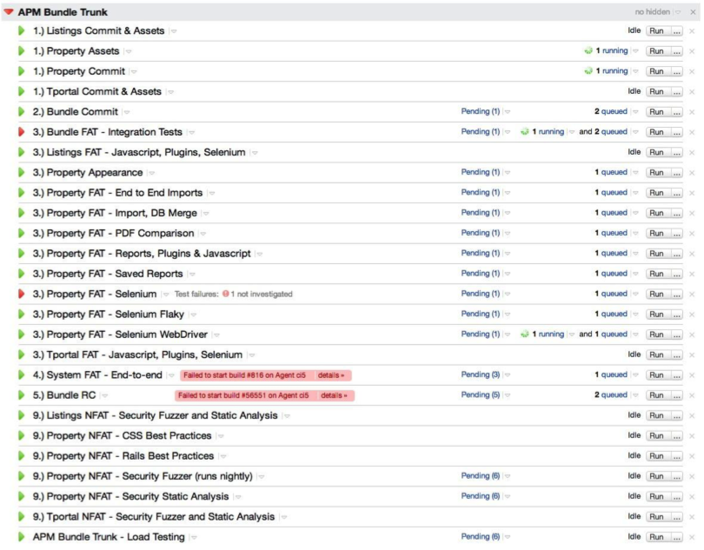 APM Bundle Trunk no hidden
1.) Listings Commit & Assets Idle Run ...
1.) Property Assets 1 running Run ...
1.) Property Commit 1 running Run ...
1.) Tportal Commit & Assets Idle Run ...
2.) Bundle Commit Pending (1) 2 queued Run ...
3.) Bundle FAT - Integration Tests Pending (1) 1 running and 2 queued Run ...
3.) Listings FAT - Javascript, Plugins, Selenium Idle Run ...
3.) Property Appearance Pending (1) 1 queued Run ...
3.) Property FAT - End to End Imports Pending (1) 1 queued Run ...
3.) Property FAT - Import, DB Merge Pending (1) 1 queued Run ...
3.) Property FAT - PDF Comparison Pending (1) 1 queued Run ...
3.) Property FAT - Reports, Plugins & Javascript Pending (1) 1 queued Run ...
3.) Property FAT - Saved Reports Pending (1) 1 queued Run ...
3.) Property FAT - Selenium Test failures: 1 not investigated Pending (1) 1 queued Run ...
3.) Property FAT - Selenium Flaky Pending (1) 1 queued Run ...
3.) Property FAT - Selenium WebDriver Pending (1) 1 running and 1 queued Run ...
3.) Tportal FAT - Javascript, Plugins, Selenium Idle Run ...
4.) System FAT - End-to-end Failed to start build #816 on Agent ci5 details » Pending (3) 1 queued Run ...
5.) Bundle RC Failed to start build #56551 on Agent ci5 details » Pending (5) 2 queued Run ...
9.) Listings NFAT - Security Fuzzer and Static Analysis Idle Run ...
9.) Property NFAT - CSS Best Practices Idle Run ...
9.) Property NFAT - Rails Best Practices Idle Run ...
9.) Property NFAT - Security Fuzzer (runs nightly) Pending (6) Idle Run ...
9.) Property NFAT - Security Static Analysis Pending (6) Idle Run ...
9.) Tportal NFAT - Security Fuzzer and Static Analysis Idle Run ...
APM Bundle Trunk - Load Testing Pending (6) Idle Run ...